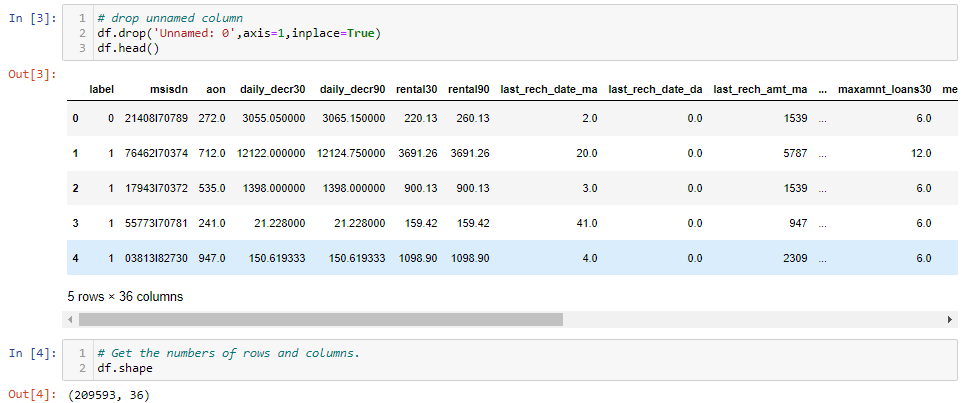 In [3]:
1 # drop unnamed column
2 df.drop('Unnamed: 0',axis=1,inplace=True)
3 df.head()
Out[3]:
label msisdn aon daily_decr30 daily_decr90 rental30 rental90 last_rech_date_ma last_rech_date_da last_rech_amt_ma ... maxamnt_loans30 me
0 0 21408I70789 272.0 3055.050000 3065.150000 220.13 260.13 2.0 0.0 1539 ... 6.0
1 1 76462I70374 712.0 12122.000000 12124.750000 3691.26 3691.26 20.0 0.0 5787 ... 12.0
2 1 17943I70372 535.0 1398.000000 1398.000000 900.13 900.13 3.0 0.0 1539 ... 6.0
3 1 55773I70781 241.0 21.228000 21.228000 159.42 159.42 41.0 0.0 947 ... 6.0
4 1 03813I82730 947.0 150.619333 150.619333 1098.90 1098.90 4.0 0.0 2309 ... 6.0
5 rows × 36 columns
In [4]:
1 # Get the numbers of rows and columns.
2 df.shape
Out[4]: (209593, 36)